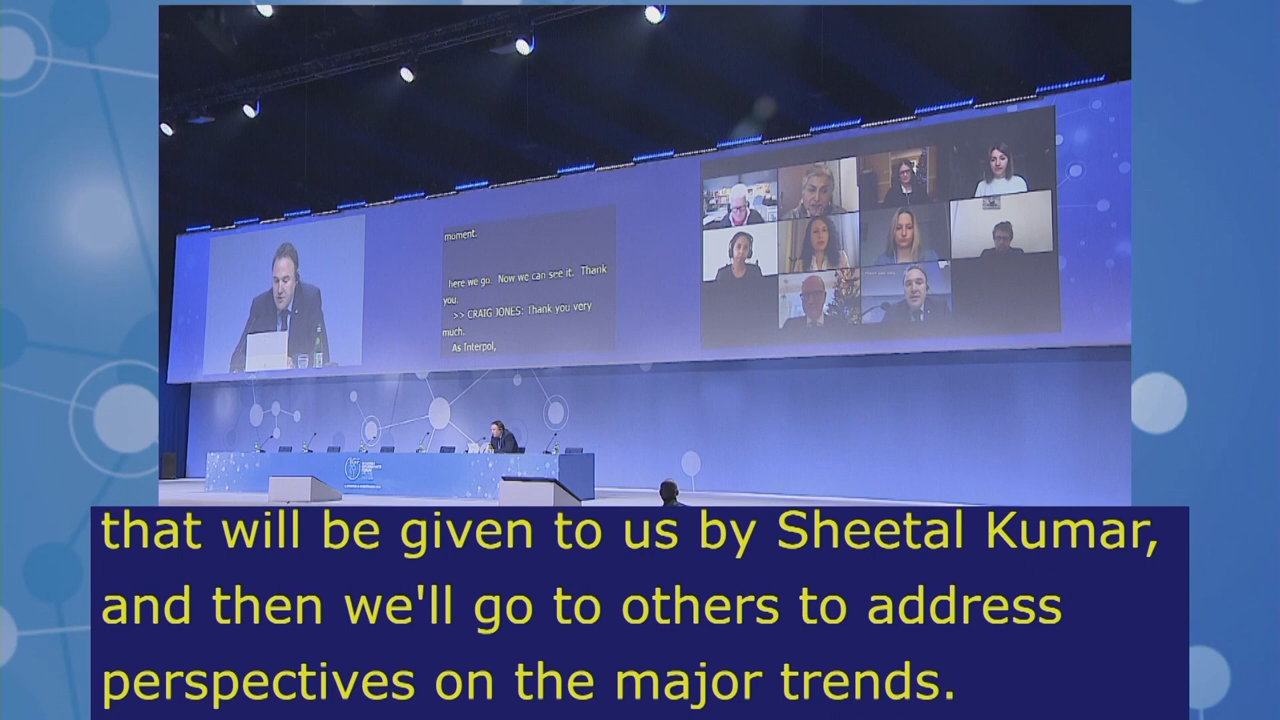 moment.
here we go. Now we can see it. Thank
you.
>> CRAIG JONES: Thank you very
much.
As Interpol,
that will be given to us by Sheetal Kumar,
and then we'll go to others to address
perspectives on the major trends.